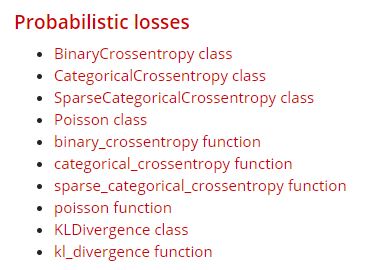 Probabilistic losses
BinaryCrossentropy class
CategoricalCrossentropy class
SparseCategoricalCrossentropy class
Poisson class
binary_crossentropy function
categorical_crossentropy function
sparse_categorical_crossentropy function
poisson function
KLDivergence class
kl_divergence function